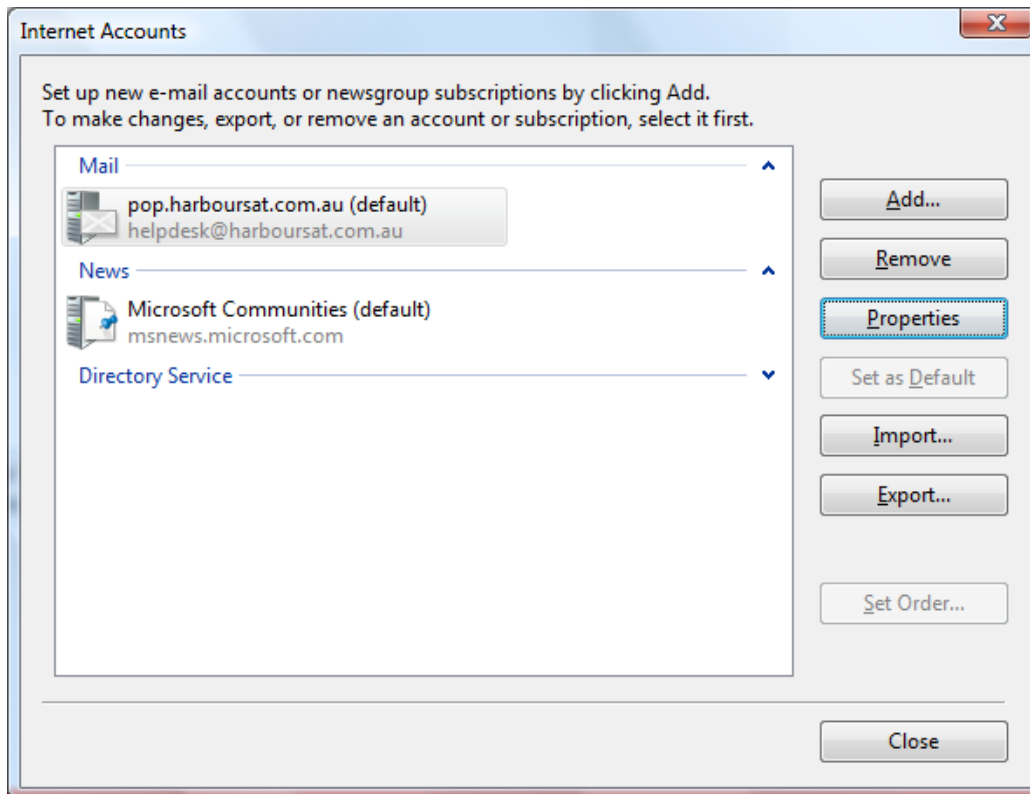 Internet Accounts
Set up new e-mail accounts or newsgroup subscriptions by clicking Add.
To make changes, export, or remove an account or subscription, select it first.
Mail
pop.harboursat.com.au (default)
helpdesk@harboursat.com.au
News
Microsoft Communities (default)
msnews.microsoft.com
Directory Service
Add...
Remove
Properties
Set as Default
Import...
Export...
Set Order...
Close